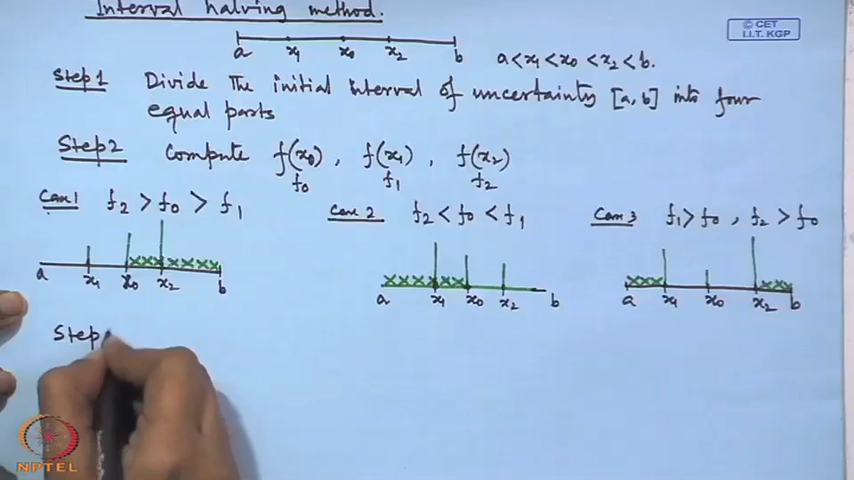 Interval halving method.
© CET
I.I.T. KGP
a x₁ x₀ x₂ b
a < x₁ < x₀ < x₂ < b.
Step 1 Divide The initial interval of uncertainty [a, b] into four
equal parts
Step 2 Compute f(x₀), f(x₁), f(x₂)
f₀ f₁ f₂
Case 1 f₂ > f₀ > f₁
Case 2 f₂ < f₀ < f₁
Case 3 f₁ > f₀, f₂ > f₀
a x₁ x₀ x₂ b
a x₁ x₀ x₂ b
a x₁ x₀ x₂ b
Step
NPTEL